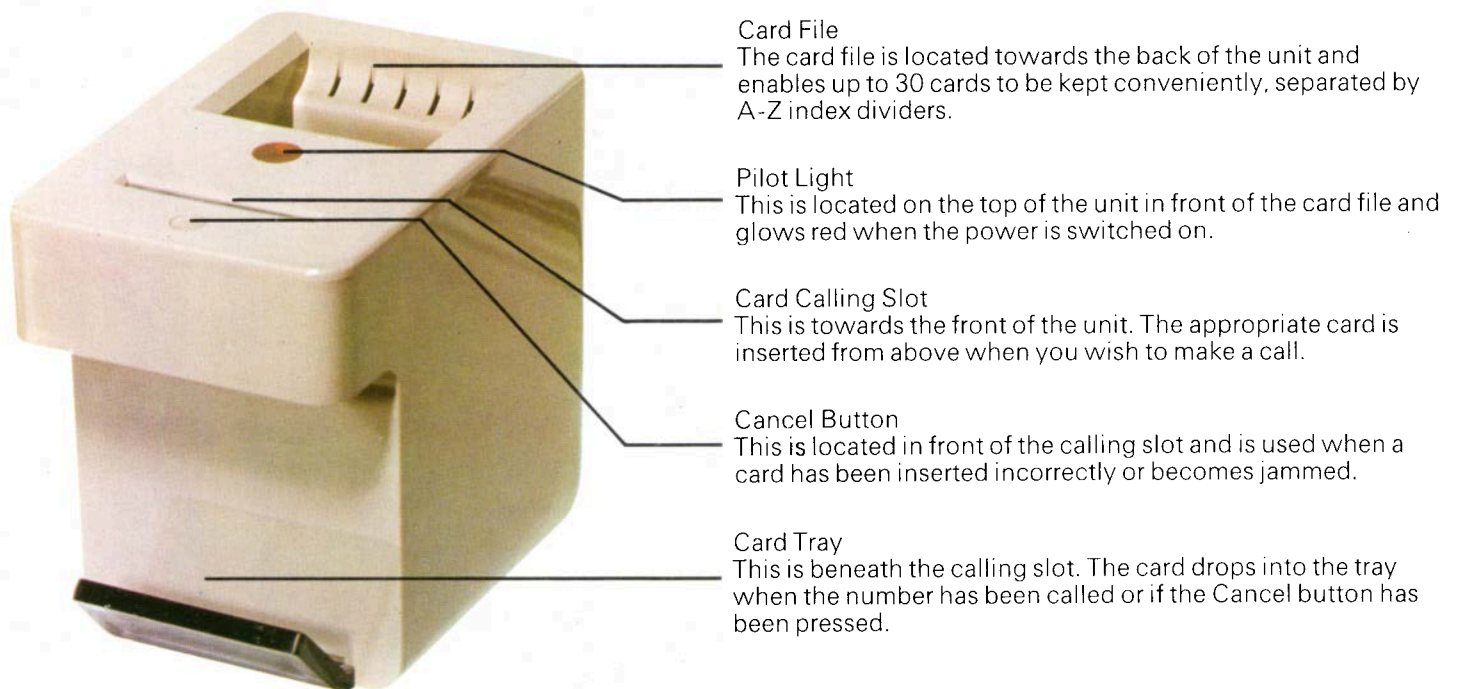 Card File
The card file is located towards the back of the unit and
enables up to 30 cards to be kept conveniently, separated by
A-Z index dividers.
Pilot Light
This is located on the top of the unit in front of the card file and
glows red when the power is switched on.
Card Calling Slot
This is towards the front of the unit. The appropriate card is
inserted from above when you wish to make a call.
Cancel Button
This is located in front of the calling slot and is used when a
card has been inserted incorrectly or becomes jammed.
Card Tray
This is beneath the calling slot. The card drops into the tray
when the number has been called or if the Cancel button has
been pressed.